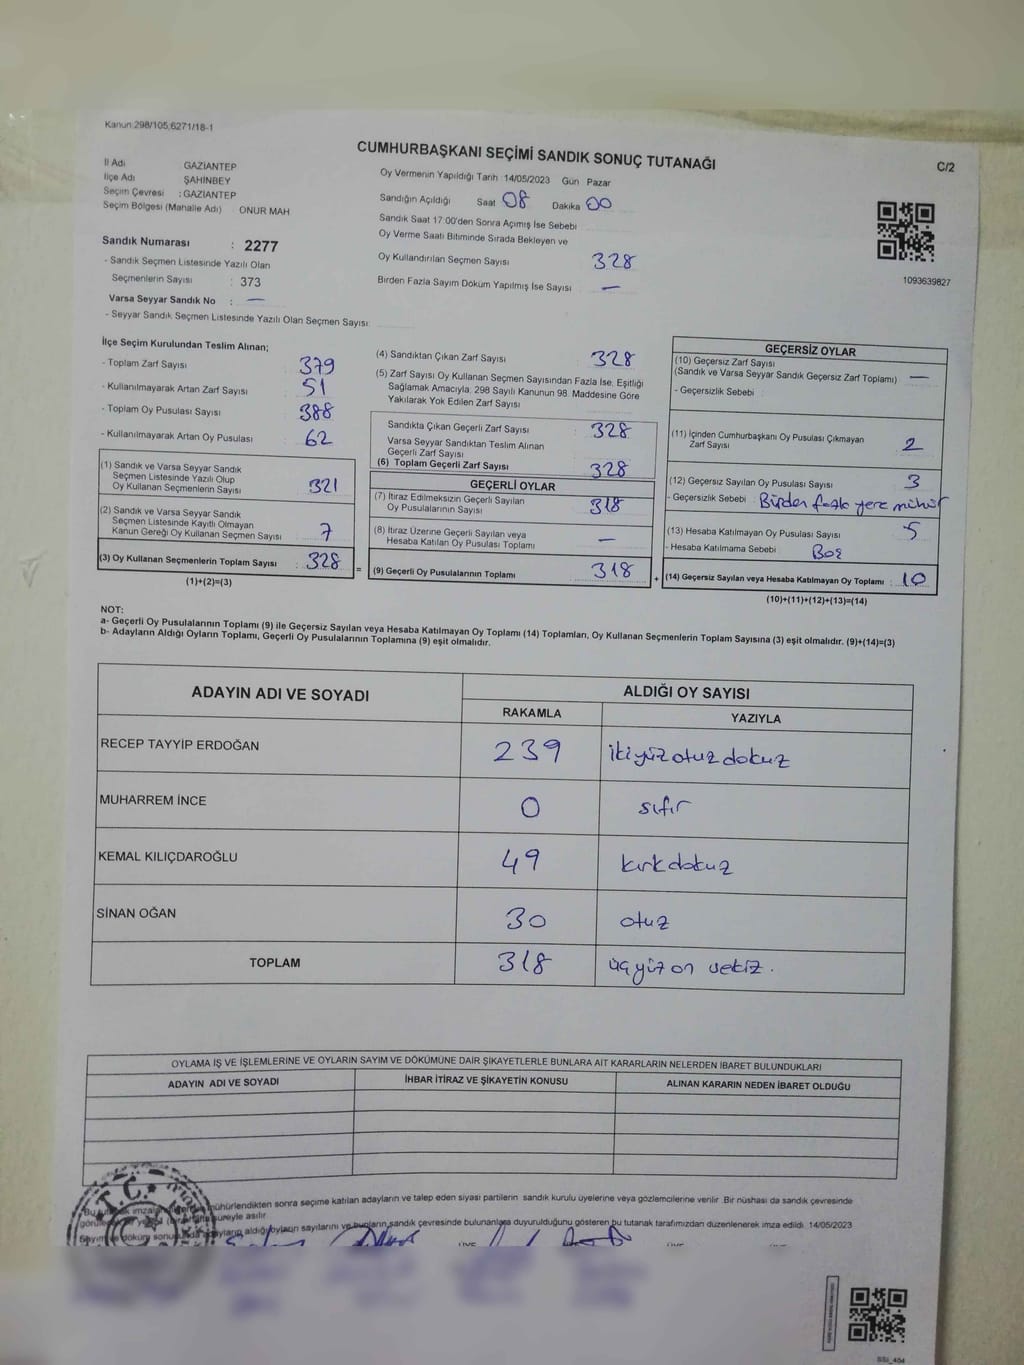 Kanun 298/105,6271/18-1
CUMHURBAŞKANI SEÇİMİ SANDIK SONUÇ TUTANAĞI
C/2
İl Adı GAZİANTEP
İlçe Adı ŞAHİNBEY
Seçim Çevresi : GAZİANTEP
Seçim Bölgesi (Mahalle Adı) ONUR MAH
Oy Vermenin Yapıldığı Tarih 14/05/2023 Gün Pazar
Sandığın Açıldığı Saat 08 Dakika 00
Sandık Saat 17:00'den Sonra Açımış İse Sebebi
Oy Verme Saati Bitiminde Sırada Bekleyen ve
Oy Kullandırılan Seçmen Sayısı 328
Birden Fazla Sayım Döküm Yapılmış İse Sayısı —
1093639827
Sandık Numarası : 2277
- Sandık Seçmen Listesinde Yazılı Olan
Seçmenlerin Sayısı : 373
Varsa Seyyar Sandık No : —
- Seyyar Sandık Seçmen Listesinde Yazılı Olan Seçmen Sayısı:
İlçe Seçim Kurulundan Teslim Alınan;
- Toplam Zarf Sayısı : 379
- Kullanılmayarak Artan Zarf Sayısı : 51
- Toplam Oy Pusulası Sayısı : 388
- Kullanılmayarak Artan Oy Pusulası : 62
(1) Sandık ve Varsa Seyyar Sandık
Seçmen Listesinde Yazılı Olup
Oy Kullanan Seçmenlerin Sayısı : 321
(2) Sandık ve Varsa Seyyar Sandık
Seçmen Listesinde Kayıtlı Olmayan
Kanun Gereği Oy Kullanan Seçmen Sayısı : 7
(3) Oy Kullanan Seçmenlerin Toplam Sayısı : 328
(1)+(2)=(3)
(4) Sandıktan Çıkan Zarf Sayısı 328
(5) Zarf Sayısı Oy Kullanan Seçmen Sayısından Fazla İse, Eşitliği
Sağlamak Amacıyla, 298 Sayılı Kanunun 98. Maddesine Göre
Yakılarak Yok Edilen Zarf Sayısı
Sandıkta Çıkan Geçerli Zarf Sayısı : 328
Varsa Seyyar Sandıktan Teslim Alınan
Geçerli Zarf Sayısı
(6) Toplam Geçerli Zarf Sayısı : 328
GEÇERLİ OYLAR
(7) İtiraz Edilmeksizin Geçerli Sayılan
Oy Pusulalarının Sayısı : 318
(8) İtiraz Üzerine Geçerli Sayılan veya
Hesaba Katılan Oy Pusulası Toplamı : —
=
(9) Geçerli Oy Pusulalarının Toplamı : 318
+
GEÇERSİZ OYLAR
(10) Geçersiz Zarf Sayısı
(Sandık ve Varsa Seyyar Sandık Geçersiz Zarf Toplamı) —
- Geçersizlik Sebebi :
(11) İçinden Cumhurbaşkanı Oy Pusulası Çıkmayan
Zarf Sayısı : 2
(12) Geçersiz Sayılan Oy Pusulası Sayısı : 3
- Geçersizlik Sebebi : Birden fazla yere mühür
(13) Hesaba Katılmayan Oy Pusulası Sayısı : 5
- Hesaba Katılmama Sebebi : Boş
(14) Geçersiz Sayılan veya Hesaba Katılmayan Oy Toplamı : 10
(10)+(11)+(12)+(13)=(14)
NOT:
a- Geçerli Oy Pusulalarının Toplamı (9) ile Geçersiz Sayılan veya Hesaba Katılmayan Oy Toplamı (14) Toplamları, Oy Kullanan Seçmenlerin Toplam Sayısına (3) eşit olmalıdır. (9)+(14)=(3)
b- Adayların Aldığı Oyların Toplamı, Geçerli Oy Pusulalarının Toplamına (9) eşit olmalıdır.
ADAYIN ADI VE SOYADI
ALDIĞI OY SAYISI
RAKAMLA YAZIYLA
RECEP TAYYİP ERDOĞAN 239 ikiyüzotuzdokuz
MUHARREM İNCE 0 sıfır
KEMAL KILIÇDAROĞLU 49 kırkdokuz
SİNAN OĞAN 30 otuz
TOPLAM 318 üçyüz on sekiz.
OYLAMA İŞ VE İŞLEMLERİNE VE OYLARIN SAYIM VE DÖKÜMÜNE DAİR ŞİKAYETLERLE BUNLARA AİT KARARLARIN NELERDEN İBARET BULUNDUKLARI
ADAYIN ADI VE SOYADI İHBAR İTİRAZ VE ŞİKAYETİN KONUSU ALINAN KARARIN NEDEN İBARET OLDUĞU
T.C.
mühürlendikten sonra seçime katılan adayların ve talep eden siyasi partilerin sandık kurulu üyelerine veya gözlemcilerine verilir. Bir nüshası da sandık çevresinde
süreyle asılır.
aldığı oyların sayılarını ve bunların sandık çevresinde bulunanlara duyurulduğunu gösteren bu tutanak tarafımızdan düzenlenerek imza edildi. 14/05/2023